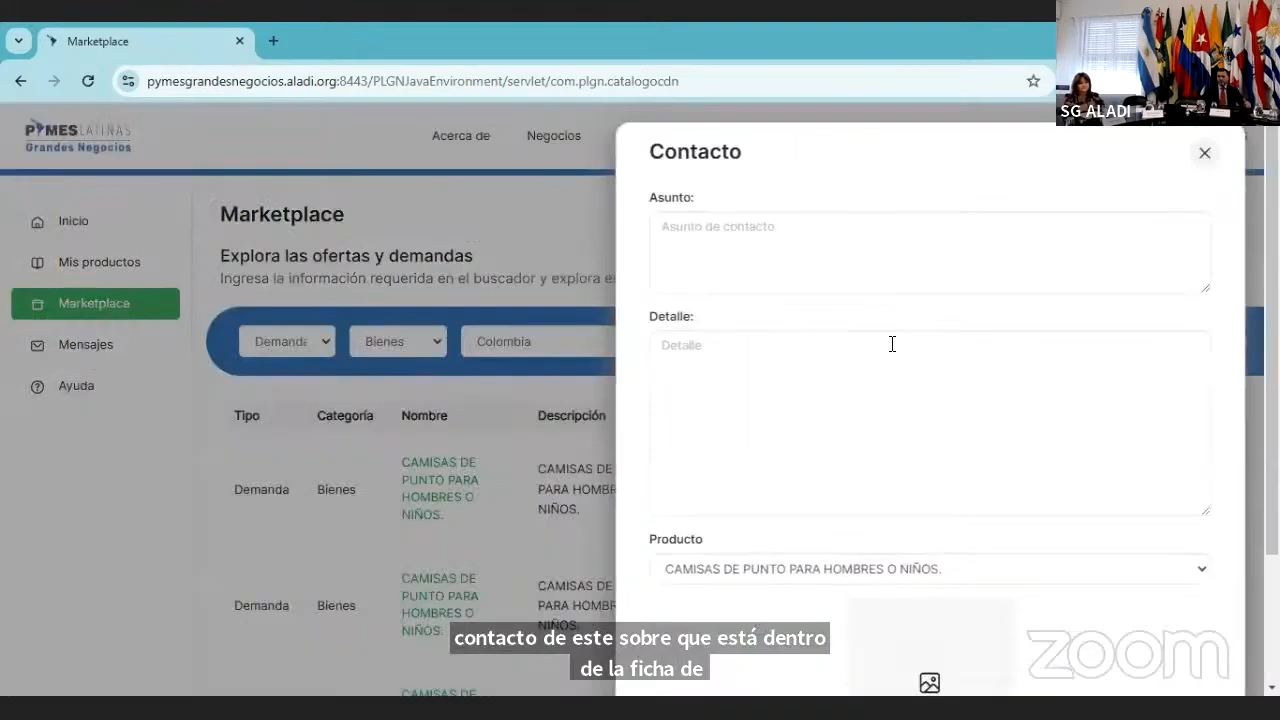 Marketplace
pymesgrandesnegocios.aladi.org:8443/PLGNJavaEnvironment/servlet/com.plgn.catalogocdn
SG ALADI
PYMESLATINAS
Grandes Negocios
Acerca de
Negocios
Inicio
Mis productos
Marketplace
Mensajes
Ayuda
Marketplace
Explora las ofertas y demandas
Ingresa la información requerida en el buscador y explora e
Demanda
Bienes
Colombia
Tipo
Categoría
Nombre
Descripción
Demanda
Bienes
CAMISAS DE
PUNTO PARA
HOMBRES O
NIÑOS.
CAMISAS DE
PARA HOMBR
NIÑOS.
Demanda
Bienes
CAMISAS DE
PUNTO PARA
HOMBRES O
NIÑOS.
CAMISAS DE
PARA HOMBR
NIÑOS.
CAMISAS DE
Contacto
Asunto:
Asunto de contacto
Detalle:
Detalle
Producto
CAMISAS DE PUNTO PARA HOMBRES O NIÑOS.
contacto de este sobre que está dentro
de la ficha de
zoom